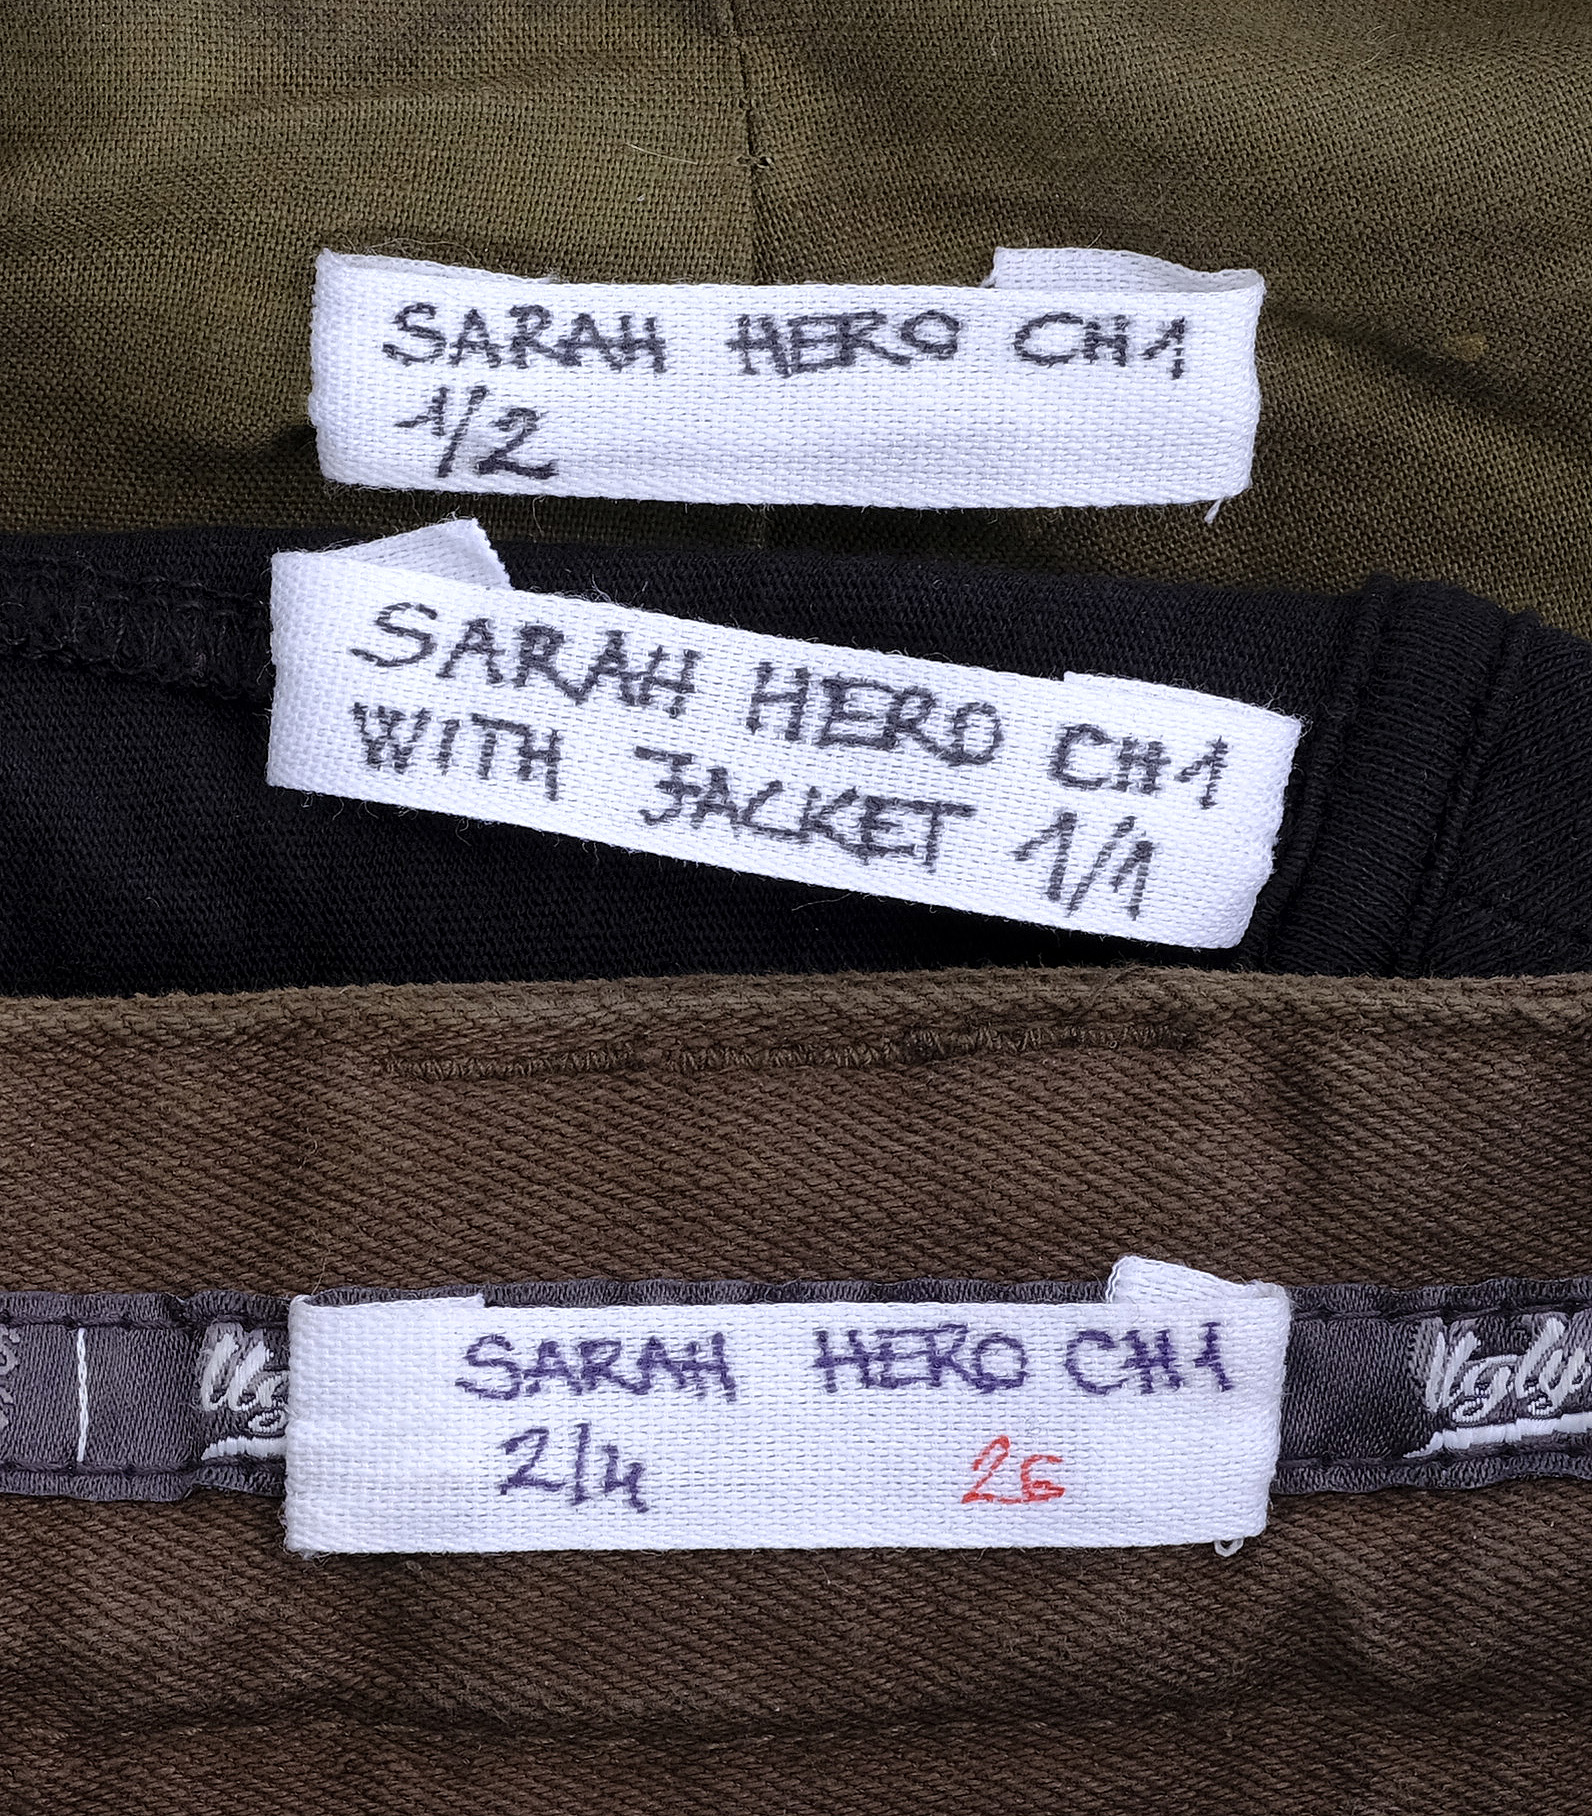 SARAH HERO CH1
1/2
SARAH HERO CH1
WITH JACKET 1/1
SARAH HERO CH1
2/4 26